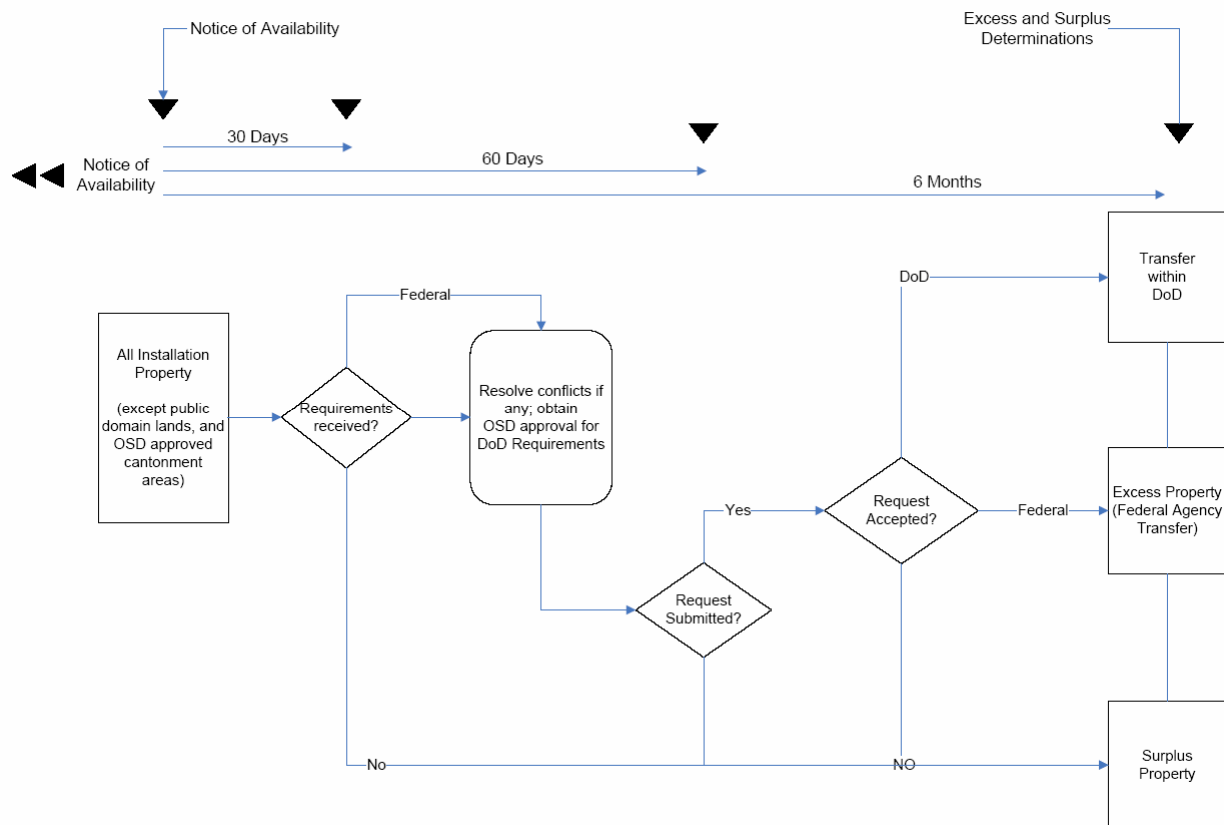 Notice of Availability
Excess and Surplus
Determinations
30 Days
60 Days
6 Months
Notice of
Availability
Transfer
within
DoD
DoD
Federal
All Installation
Property
(except public
domain lands, and
OSD approved
cantonment
areas)
Requirements
received?
Resolve conflicts if
any; obtain
OSD approval for
DoD Requirements
Yes
Request
Accepted?
Federal
Excess Property
(Federal Agency
Transfer)
Request
Submitted?
No
NO
Surplus
Property